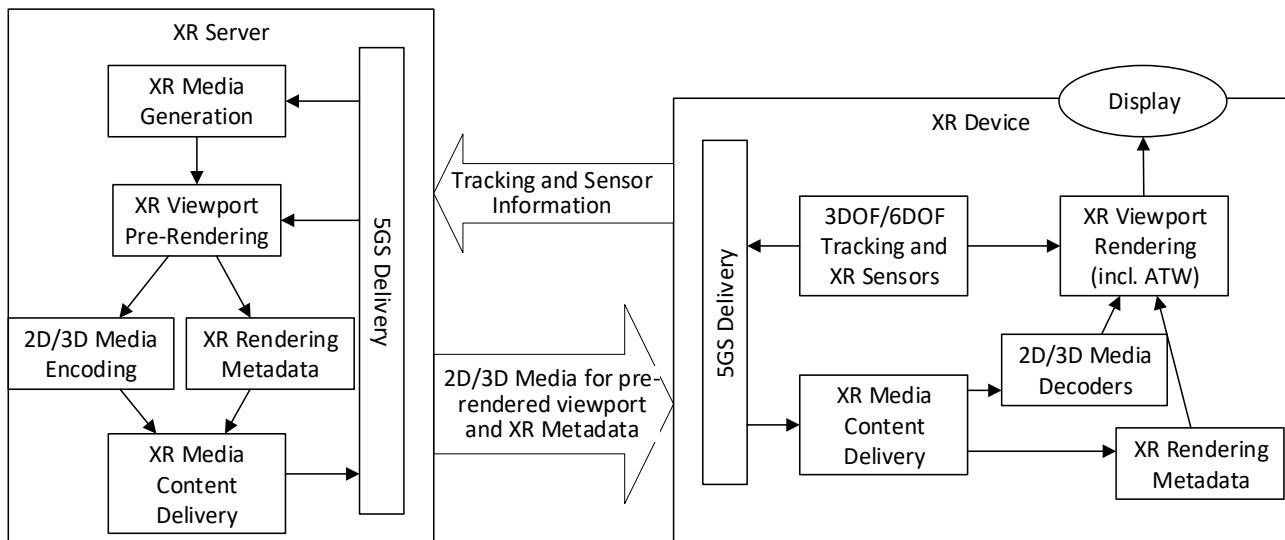 XR Server
XR Media
Generation
XR Viewport
Pre-Rendering
2D/3D Media
Encoding
XR Rendering
Metadata
XR Media
Content
Delivery
5GS Delivery
Tracking and Sensor
Information
2D/3D Media for pre-
rendered viewport
and XR Metadata
XR Device
Display
5GS Delivery
3DOF/6DOF
Tracking and
XR Sensors
XR Viewport
Rendering
(incl. ATW)
2D/3D Media
Decoders
XR Media
Content
Delivery
XR Rendering
Metadata